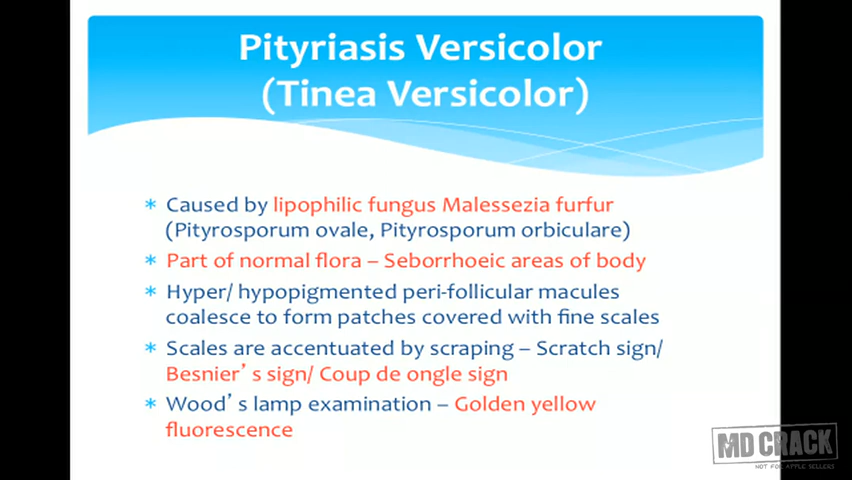 Pityriasis Versicolor
(Tinea Versicolor)
* Caused by lipophilic fungus Malessezia furfur
(Pityrosporum ovale, Pityrosporum orbiculare)
* Part of normal flora – Seborrhoeic areas of body
* Hyper/ hypopigmented peri-follicular macules
coalesce to form patches covered with fine scales
* Scales are accentuated by scraping – Scratch sign/
Besnier’s sign/ Coup de ongle sign
* Wood’s lamp examination – Golden yellow
fluorescence
MD CRACK
NOT FOR APPLE SELLERS